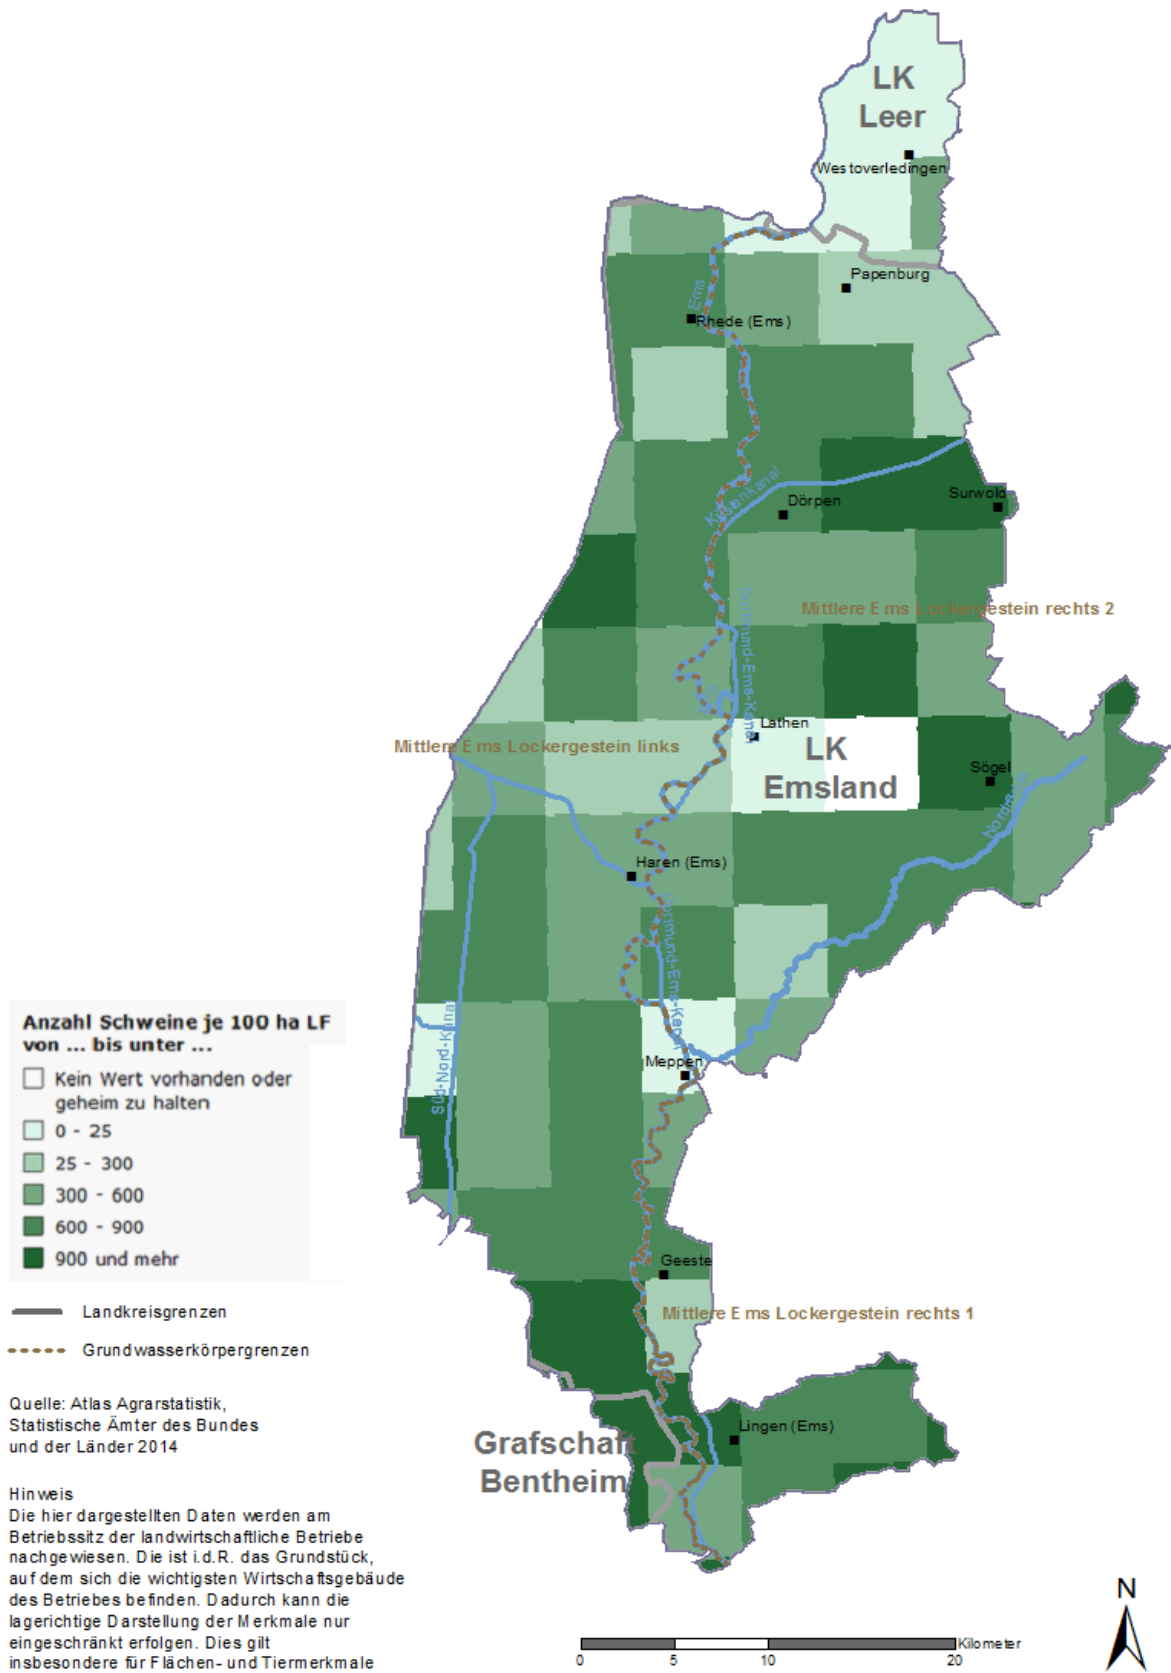 LK
Leer
Westoverledingen
Papenburg
Ems
Rhede (Ems)
Küstenkanal
Dörpen
Surwold
Mittlere Ems Lockergestein rechts 2
Dortmund-Ems-Kanal
Lathen
Mittlere Ems Lockergestein links
LK
Emsland
Sögel
Nordradde
Haren (Ems)
Dortmund-Ems-Kanal
Süd-Nord-Kanal
Meppen
Geeste
Mittlere Ems Lockergestein rechts 1
Lingen (Ems)
Grafschaft
Bentheim
Anzahl Schweine je 100 ha LF
von ... bis unter ...
Kein Wert vorhanden oder
geheim zu halten
0 - 25
25 - 300
300 - 600
600 - 900
900 und mehr
Landkreisgrenzen
Grundwasserkörpergrenzen
Quelle: Atlas Agrarstatistik,
Statistische Ämter des Bundes
und der Länder 2014
Hinweis
Die hier dargestellten Daten werden am
Betriebssitz der landwirtschaftliche Betriebe
nachgewiesen. Die ist i.d.R. das Grundstück,
auf dem sich die wichtigsten Wirtschaftsgebäude
des Betriebes befinden. Dadurch kann die
lagerichtige Darstellung der Merkmale nur
eingeschränkt erfolgen. Dies gilt
insbesondere für Flächen- und Tiermerkmale
Kilometer
0 5 10 20
N